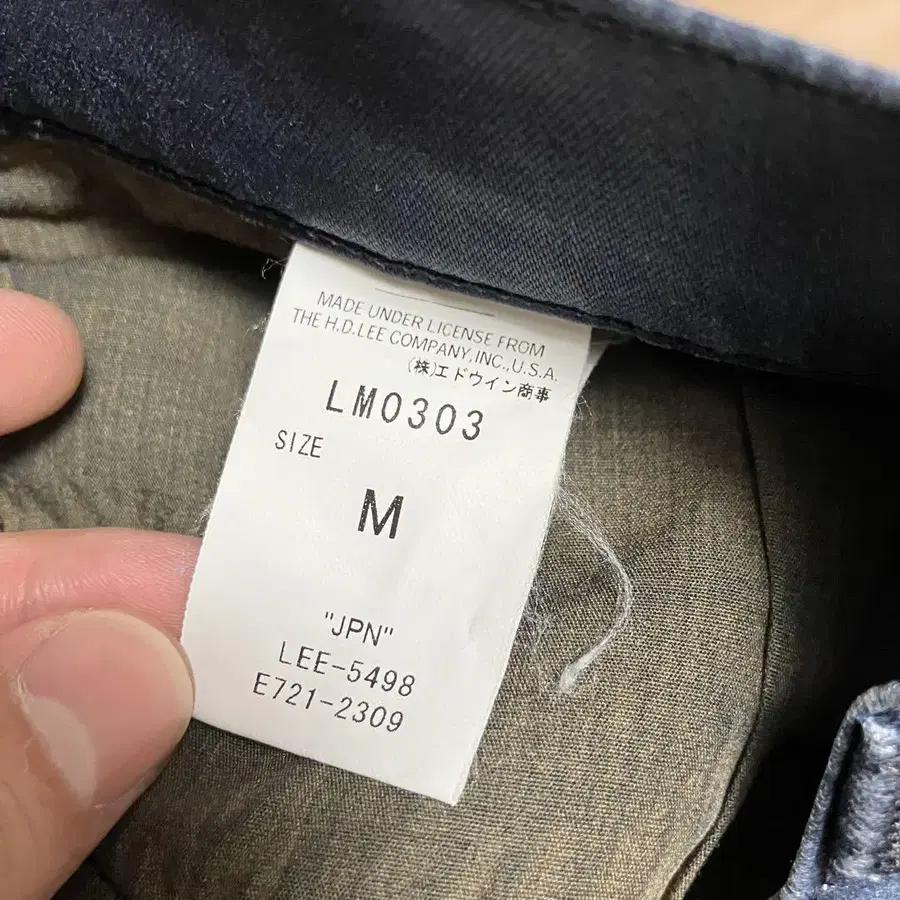 MADE UNDER LICENSE FROM
THE H.D.LEE COMPANY,INC.,U.S.A.
(株)エドウイン商事
LM0303
SIZE
M
"JPN"
LEE-5498
E721-2309